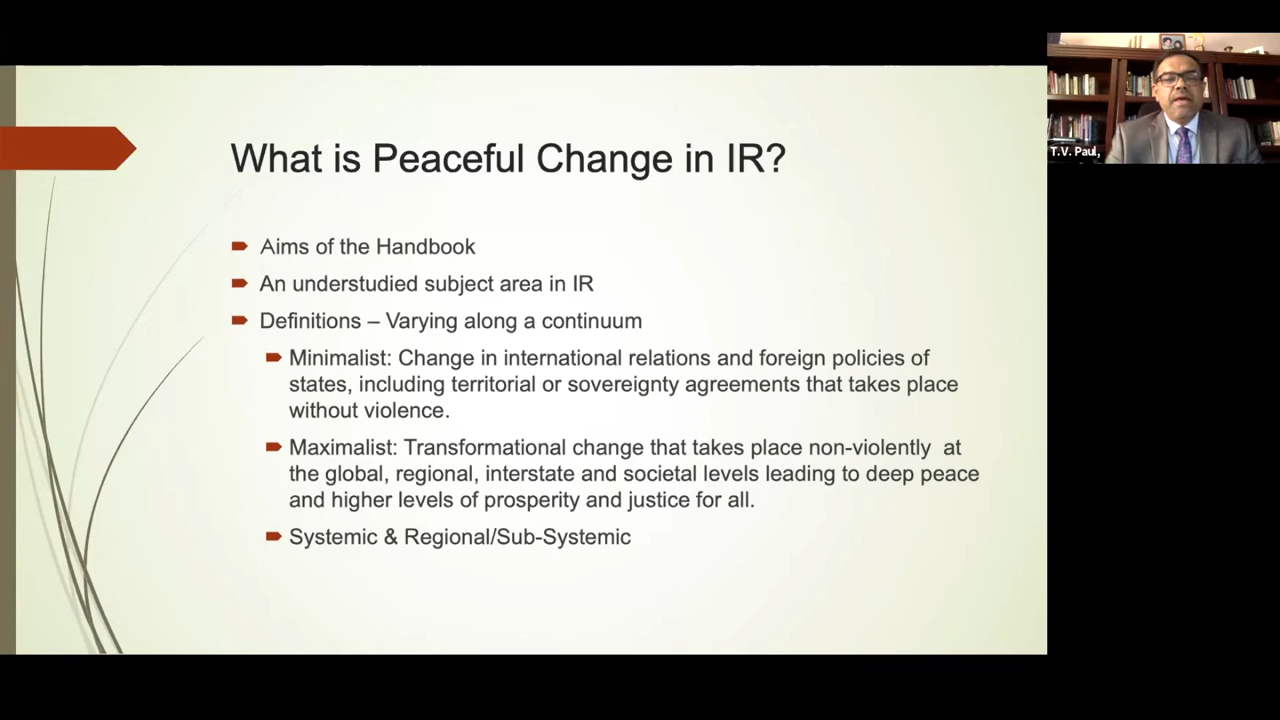 What is Peaceful Change in IR?
Aims of the Handbook
An understudied subject area in IR
Definitions – Varying along a continuum
Minimalist: Change in international relations and foreign policies of
states, including territorial or sovereignty agreements that takes place
without violence.
Maximalist: Transformational change that takes place non-violently at
the global, regional, interstate and societal levels leading to deep peace
and higher levels of prosperity and justice for all.
Systemic & Regional/Sub-Systemic
T.V. Paul,